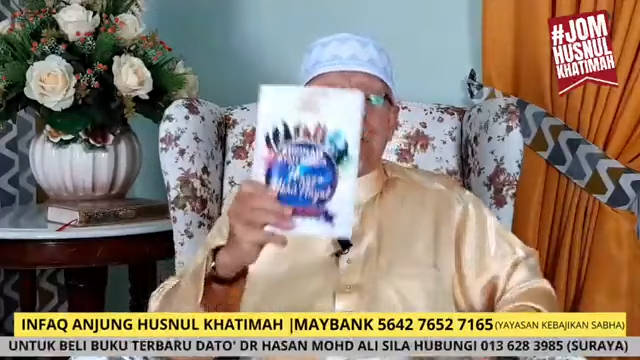 #JOM
HUSNUL
KHATIMAH
INFAQ ANJUNG HUSNUL KHATIMAH |MAYBANK 5642 7652 7165(YAYASAN KEBAJIKAN SABHA)
UNTUK BELI BUKU TERBARU DATO' DR HASAN MOHD ALI SILA HUBUNGI 013 628 3985 (SURAYA)